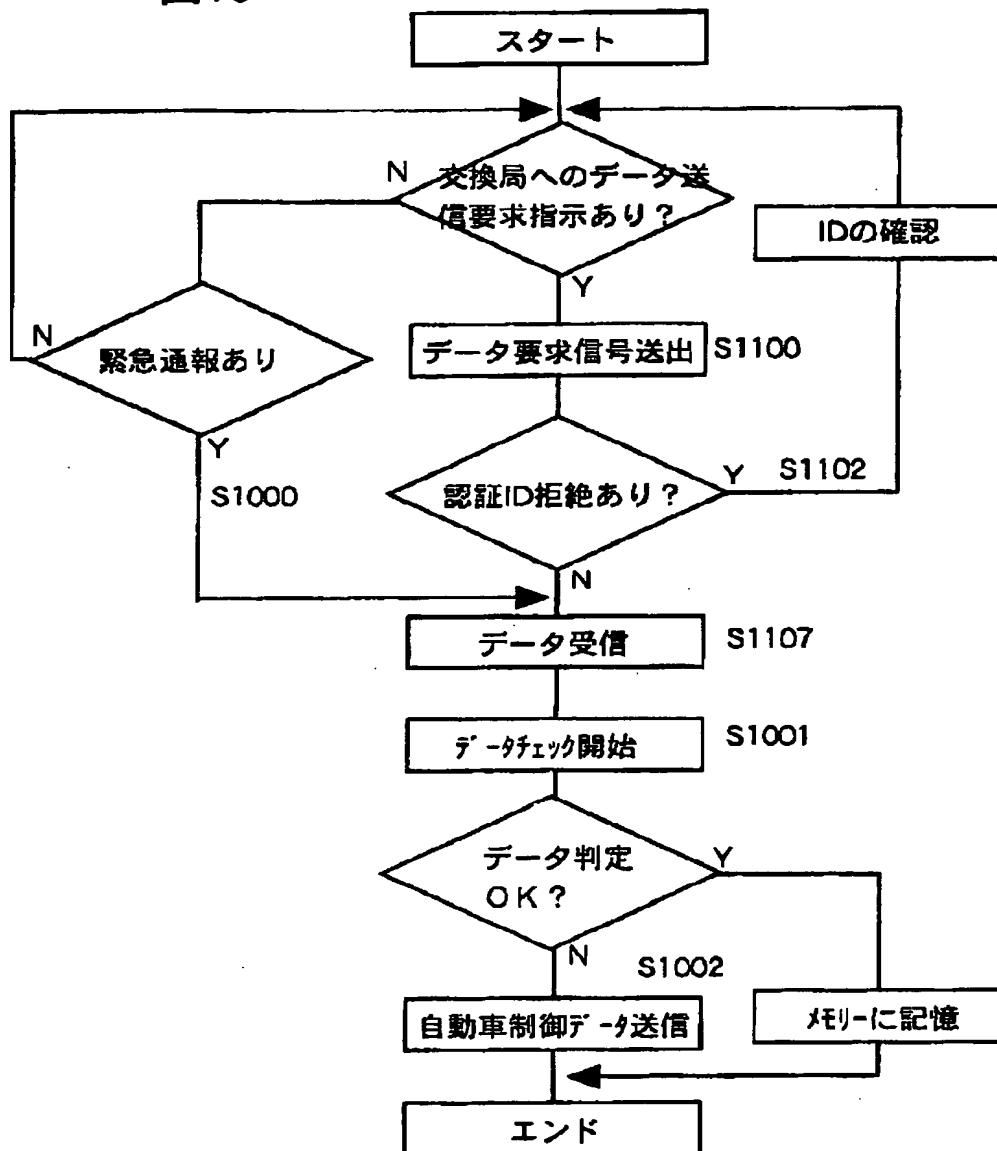 スタート
N
交換局へのデータ送
信要求指示あり？
IDの確認
Y
N
緊急通報あり
データ要求信号送出
S1100
Y
S1000
認証ID拒絶あり？
Y
S1102
N
データ受信
S1107
ﾃﾞｰﾀﾁｪｯｸ開始
S1001
データ判定
OK？
Y
N
S1002
自動車制御ﾃﾞｰﾀ送信
ﾒﾓﾘｰに記憶
エンド